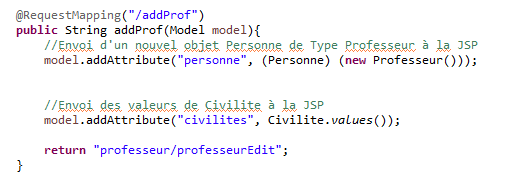 @RequestMapping("/addProf")
public String addProf(Model model){
//Envoi d'un nouvel objet Personne de Type Professeur à la JSP
model.addAttribute("personne", (Personne) (new Professeur()));
//Envoi des valeurs de Civilite à la JSP
model.addAttribute("civilites", Civilite.values());
return "professeur/professeurEdit";
}